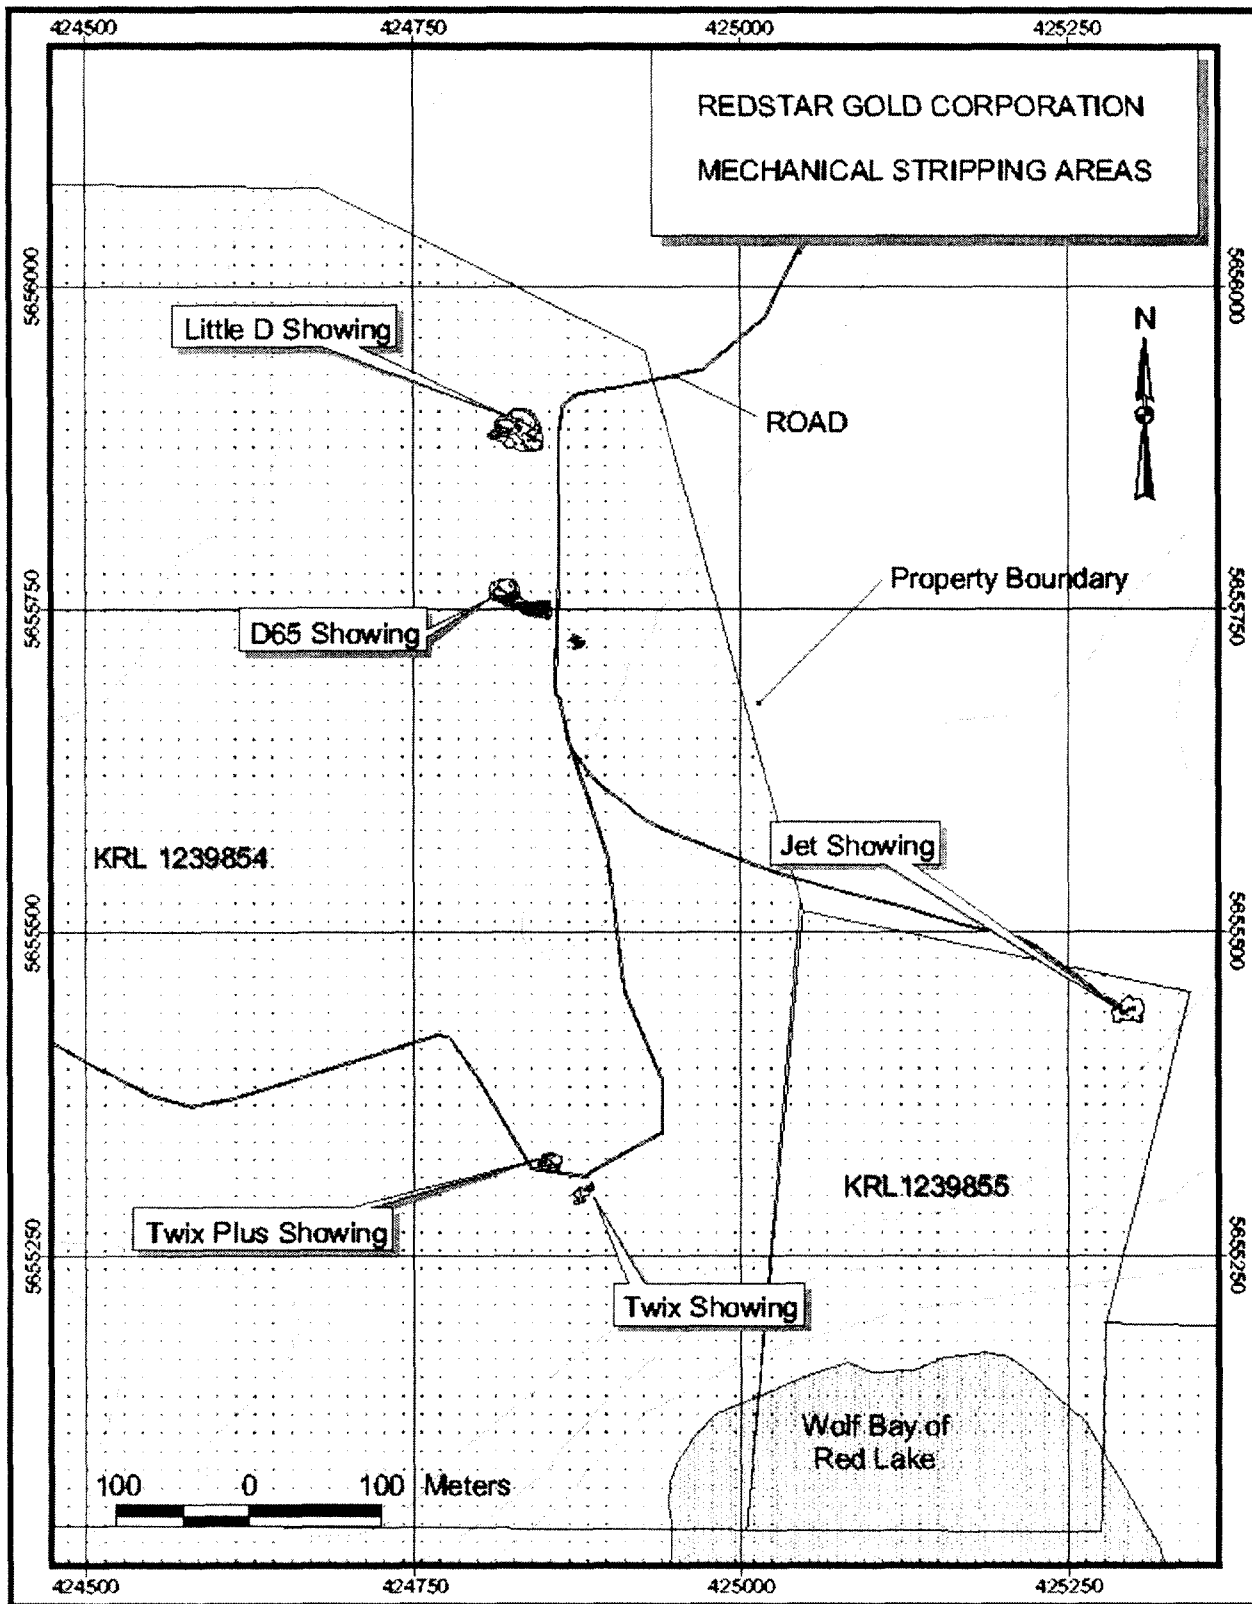 424500 424750 425000 425250
REDSTAR GOLD CORPORATION
MECHANICAL STRIPPING AREAS
5656000 5656000
Little D Showing
N
ROAD
Property Boundary
5655750 5655750
D65 Showing
Jet Showing
KRL 1239854
5655500 5655500
KRL1239855
Twix Plus Showing
5655250 5655250
Twix Showing
Wolf Bay of
Red Lake
100 0 100 Meters
424500 424750 425000 425250